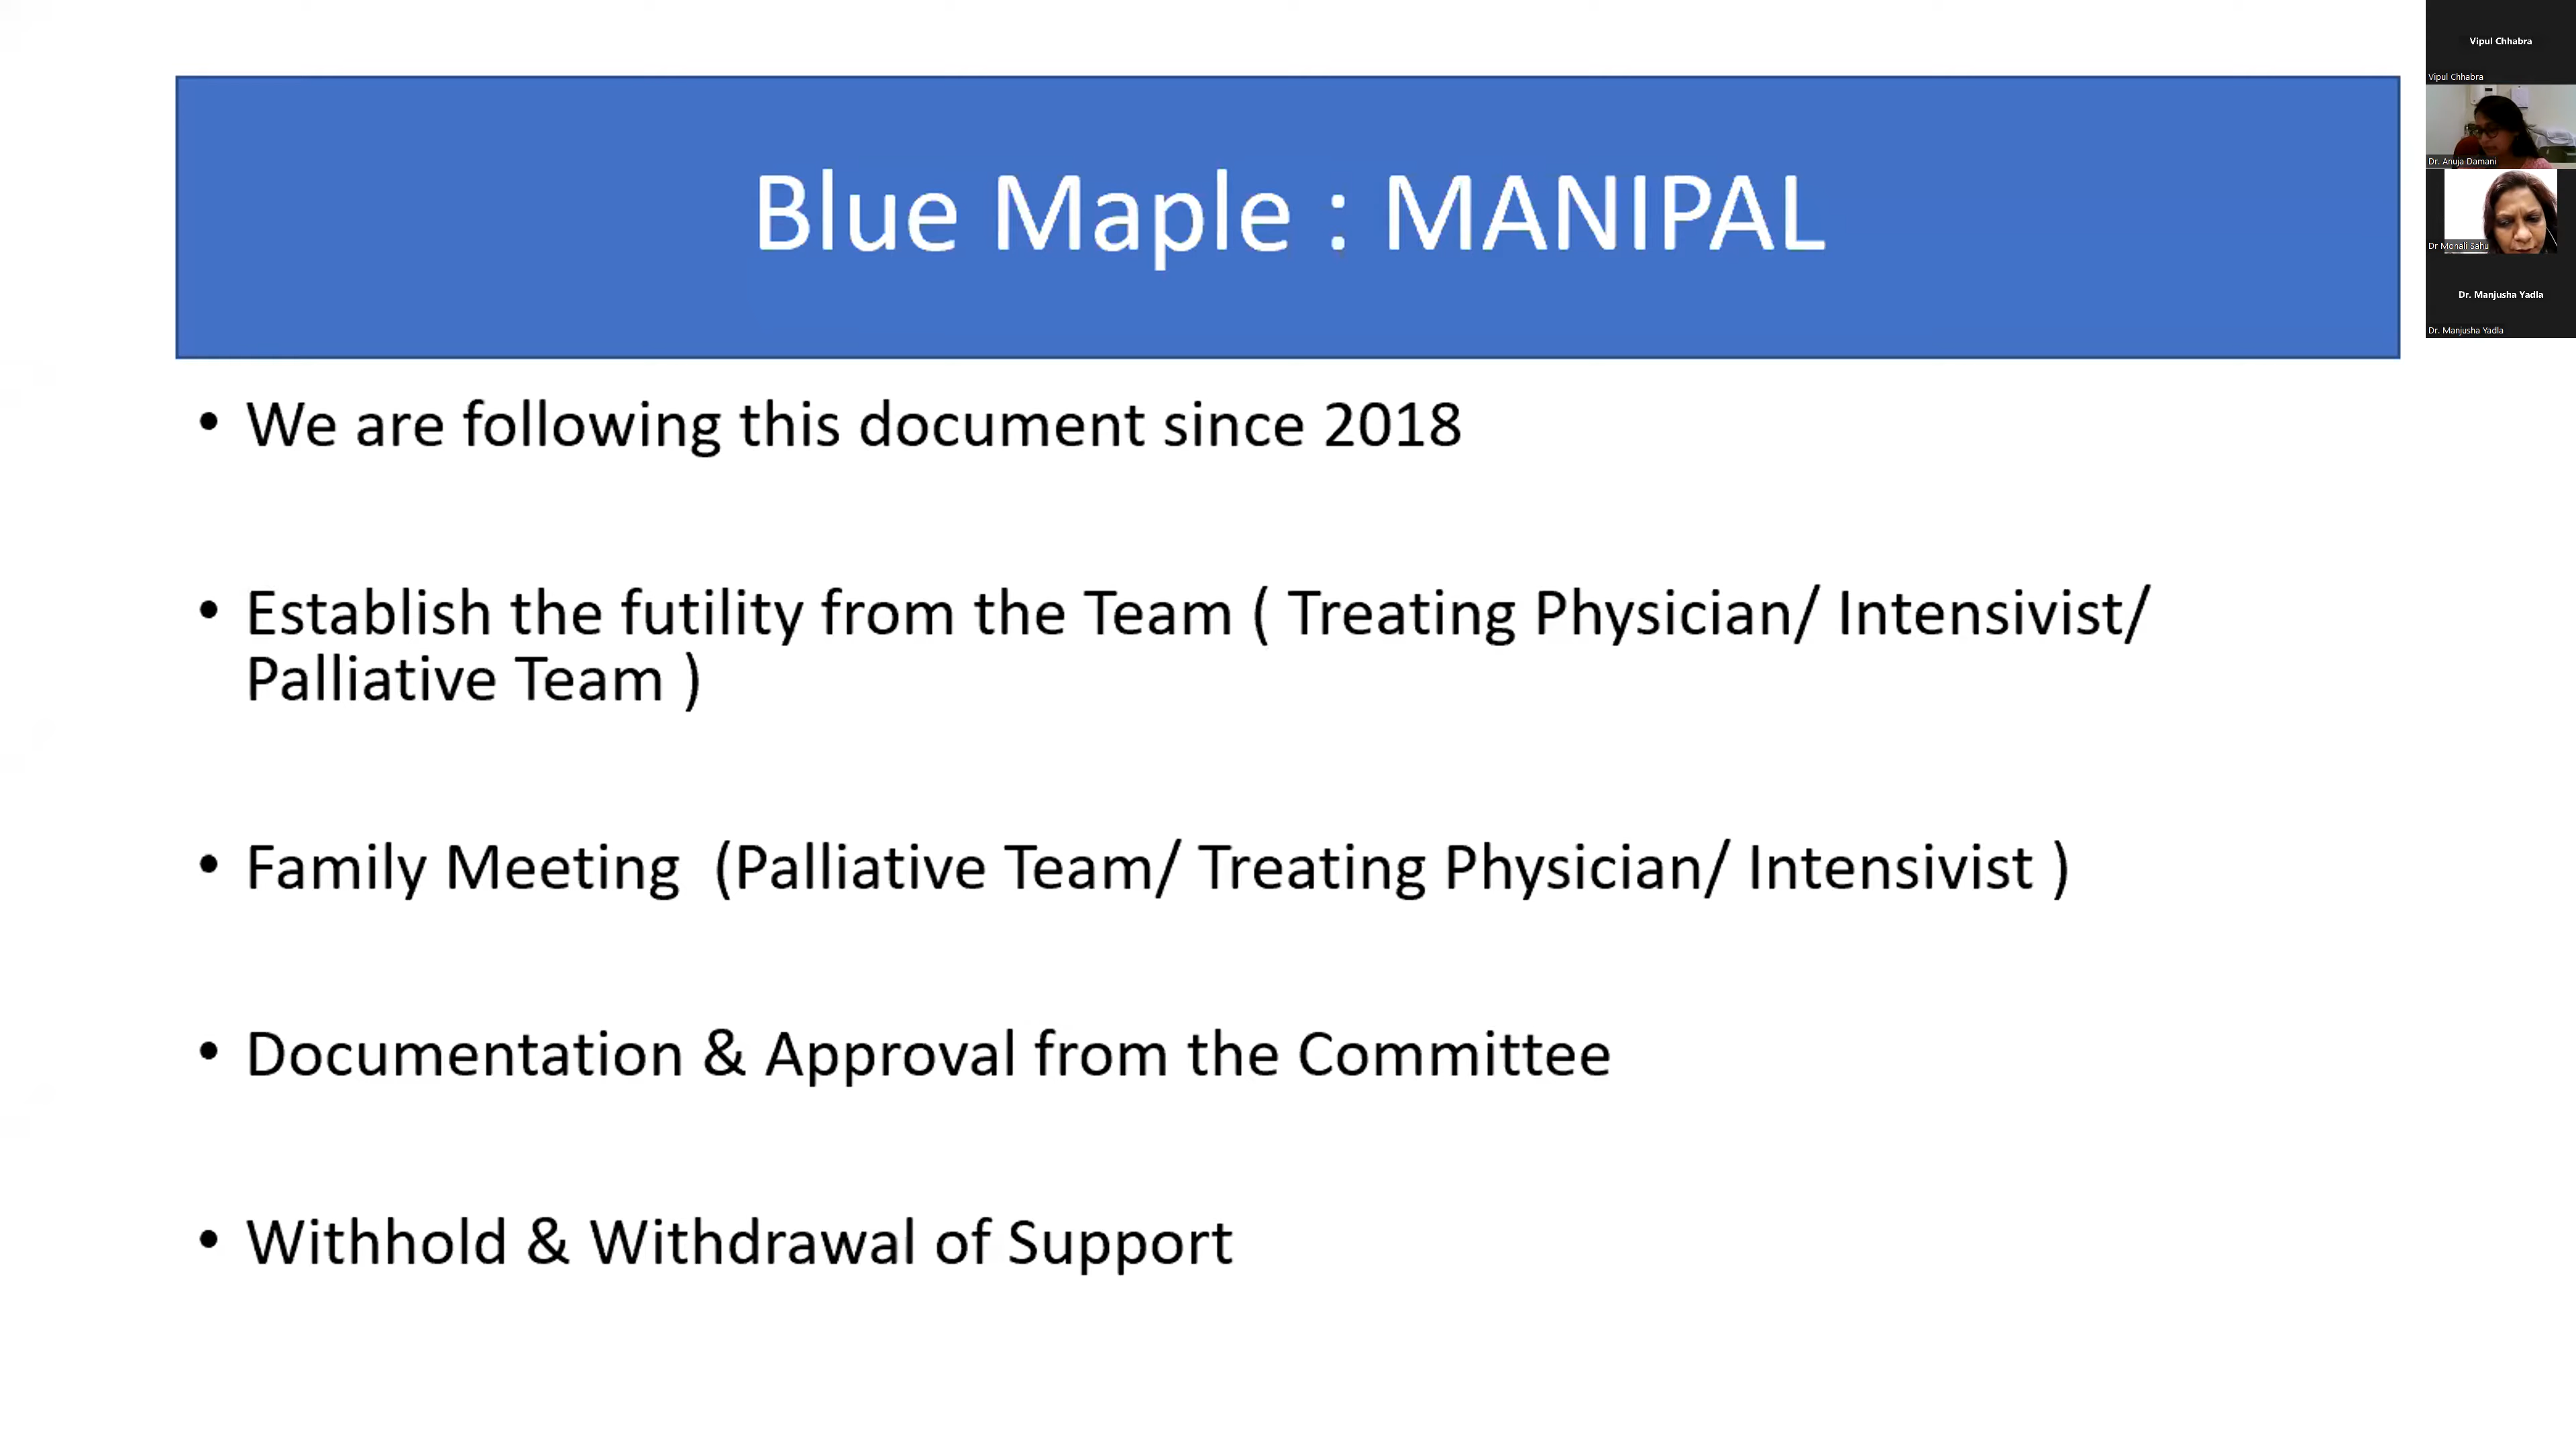 Blue Maple : MANIPAL
• We are following this document since 2018
• Establish the futility from the Team ( Treating Physician/ Intensivist/
Palliative Team )
• Family Meeting  (Palliative Team/ Treating Physician/ Intensivist )
• Documentation & Approval from the Committee
• Withhold & Withdrawal of Support
Vipul Chhabra
Vipul Chhabra
Dr. Anuja Damani
Dr Monali Sahu
Dr. Manjusha Yadla
Dr. Manjusha Yadla